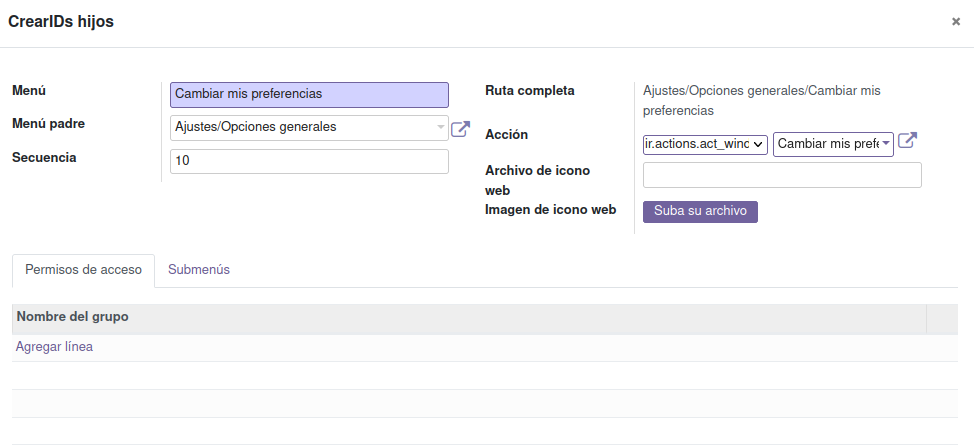 CrearIDs hijos
×
Menú
Cambiar mis preferencias
Menú padre
Ajustes/Opciones generales
Secuencia
10
Ruta completa
Ajustes/Opciones generales/Cambiar mis
preferencias
Acción
ir.actions.act_wind
Cambiar mis prefe
Archivo de icono
web
Imagen de icono web
Suba su archivo
Permisos de acceso
Submenús
Nombre del grupo
Agregar línea